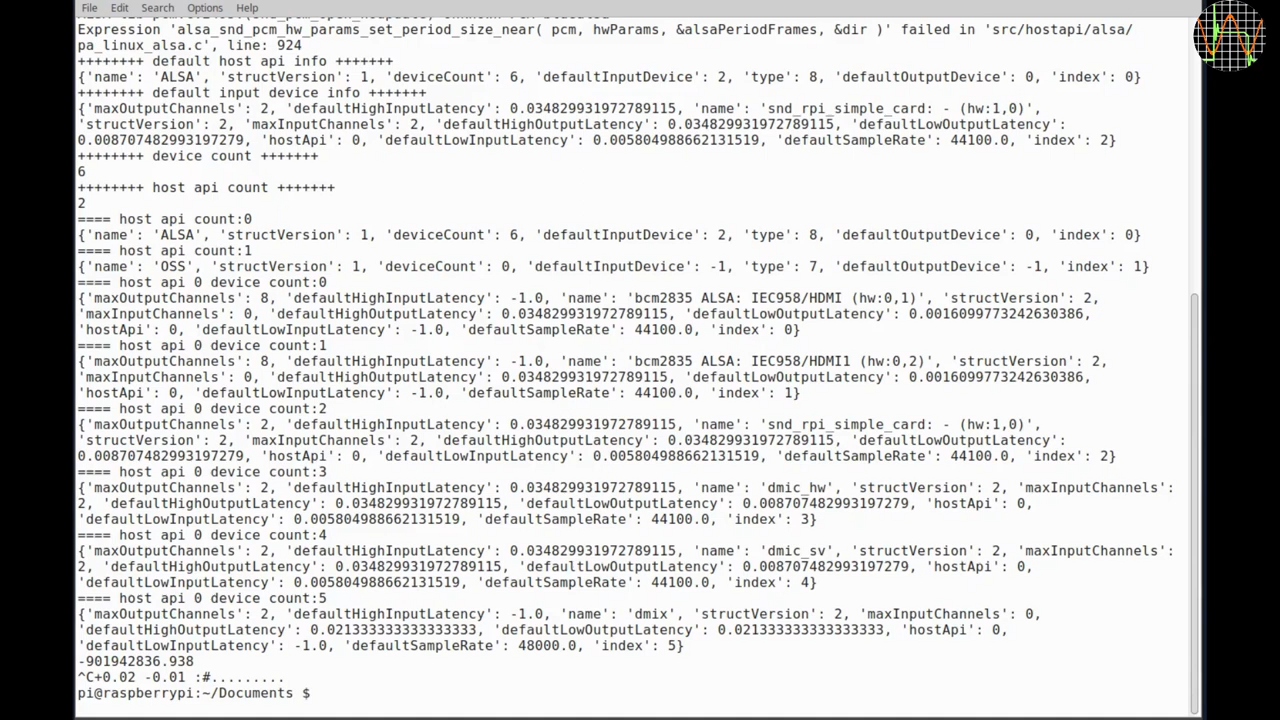 File Edit Search Options Help
Expression 'alsa_snd_pcm_hw_params_set_period_size_near( pcm, hwParams, &alsaPeriodFrames, &dir )' failed in 'src/hostapi/alsa/
pa_linux_alsa.c', line: 924
++++++++ default host api info +++++++
{'name': 'ALSA', 'structVersion': 1, 'deviceCount': 6, 'defaultInputDevice': 2, 'type': 8, 'defaultOutputDevice': 0, 'index': 0}
++++++++ default input device info +++++++
{'maxOutputChannels': 2, 'defaultHighInputLatency': 0.034829931972789115, 'name': 'snd_rpi_simple_card: - (hw:1,0)',
'structVersion': 2, 'maxInputChannels': 2, 'defaultHighOutputLatency': 0.034829931972789115, 'defaultLowOutputLatency':
0.008707482993197279, 'hostApi': 0, 'defaultLowInputLatency': 0.005804988662131519, 'defaultSampleRate': 44100.0, 'index': 2}
++++++++ device count +++++++
6
++++++++ host api count +++++++
2
==== host api count:0
{'name': 'ALSA', 'structVersion': 1, 'deviceCount': 6, 'defaultInputDevice': 2, 'type': 8, 'defaultOutputDevice': 0, 'index': 0}
==== host api count:1
{'name': 'OSS', 'structVersion': 1, 'deviceCount': 0, 'defaultInputDevice': -1, 'type': 7, 'defaultOutputDevice': -1, 'index': 1}
==== host api 0 device count:0
{'maxOutputChannels': 8, 'defaultHighInputLatency': -1.0, 'name': 'bcm2835 ALSA: IEC958/HDMI (hw:0,1)', 'structVersion': 2,
'maxInputChannels': 0, 'defaultHighOutputLatency': 0.034829931972789115, 'defaultLowOutputLatency': 0.0016099773242630386,
'hostApi': 0, 'defaultLowInputLatency': -1.0, 'defaultSampleRate': 44100.0, 'index': 0}
==== host api 0 device count:1
{'maxOutputChannels': 8, 'defaultHighInputLatency': -1.0, 'name': 'bcm2835 ALSA: IEC958/HDMI1 (hw:0,2)', 'structVersion': 2,
'maxInputChannels': 0, 'defaultHighOutputLatency': 0.034829931972789115, 'defaultLowOutputLatency': 0.0016099773242630386,
'hostApi': 0, 'defaultLowInputLatency': -1.0, 'defaultSampleRate': 44100.0, 'index': 1}
==== host api 0 device count:2
{'maxOutputChannels': 2, 'defaultHighInputLatency': 0.034829931972789115, 'name': 'snd_rpi_simple_card: - (hw:1,0)',
'structVersion': 2, 'maxInputChannels': 2, 'defaultHighOutputLatency': 0.034829931972789115, 'defaultLowOutputLatency':
0.008707482993197279, 'hostApi': 0, 'defaultLowInputLatency': 0.005804988662131519, 'defaultSampleRate': 44100.0, 'index': 2}
==== host api 0 device count:3
{'maxOutputChannels': 2, 'defaultHighInputLatency': 0.034829931972789115, 'name': 'dmic_hw', 'structVersion': 2, 'maxInputChannels':
2, 'defaultHighOutputLatency': 0.034829931972789115, 'defaultLowOutputLatency': 0.008707482993197279, 'hostApi': 0,
'defaultLowInputLatency': 0.005804988662131519, 'defaultSampleRate': 44100.0, 'index': 3}
==== host api 0 device count:4
{'maxOutputChannels': 2, 'defaultHighInputLatency': 0.034829931972789115, 'name': 'dmic_sv', 'structVersion': 2, 'maxInputChannels':
2, 'defaultHighOutputLatency': 0.034829931972789115, 'defaultLowOutputLatency': 0.008707482993197279, 'hostApi': 0,
'defaultLowInputLatency': 0.005804988662131519, 'defaultSampleRate': 44100.0, 'index': 4}
==== host api 0 device count:5
{'maxOutputChannels': 2, 'defaultHighInputLatency': -1.0, 'name': 'dmix', 'structVersion': 2, 'maxInputChannels': 0,
'defaultHighOutputLatency': 0.021333333333333333, 'defaultLowOutputLatency': 0.021333333333333333, 'hostApi': 0,
'defaultLowInputLatency': -1.0, 'defaultSampleRate': 48000.0, 'index': 5}
-901942836.938
^C+0.02 -0.01 :#.........
pi@raspberrypi:~/Documents $